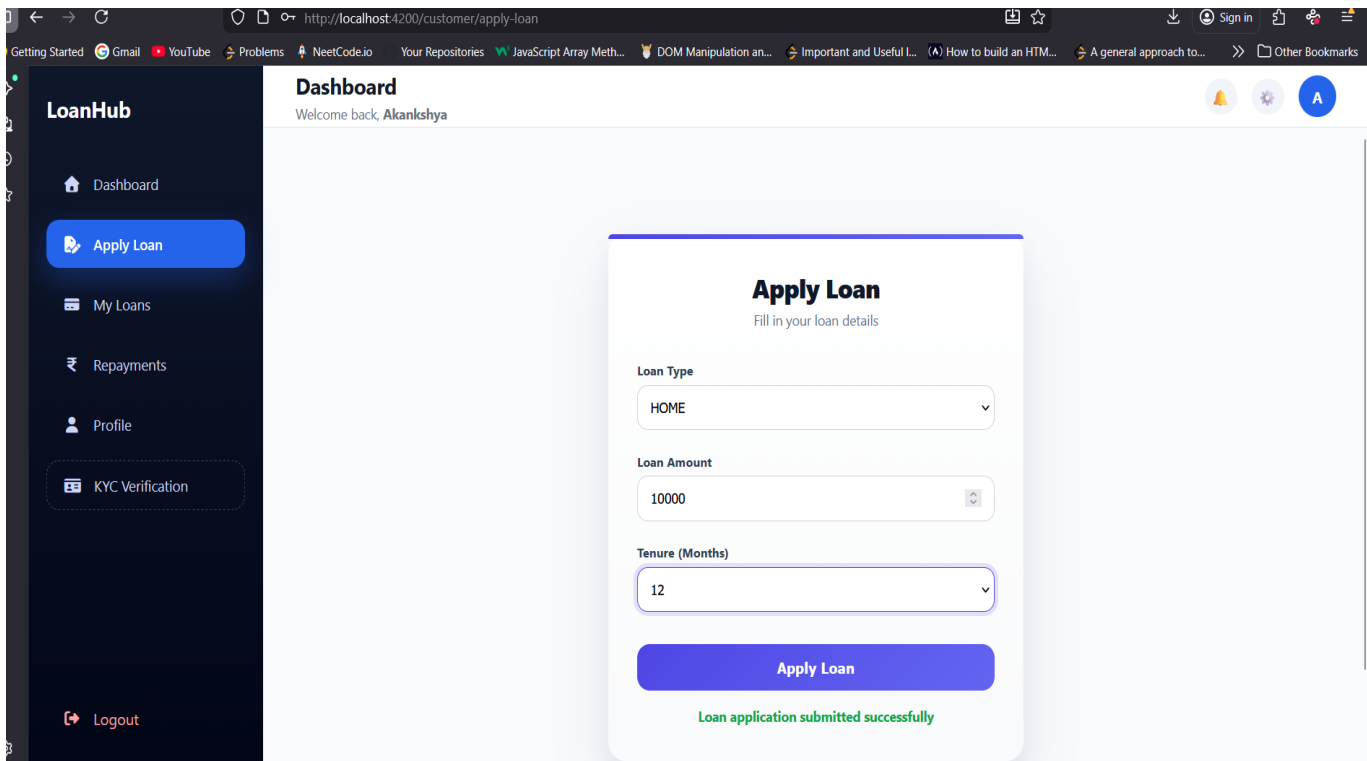 http://localhost:4200/customer/apply-loan
Sign in
Getting Started Gmail YouTube Problems NeetCode.io Your Repositories JavaScript Array Meth... DOM Manipulation an... Important and Useful l... How to build an HTM... A general approach to... Other Bookmarks
LoanHub
Dashboard
Apply Loan
My Loans
₹ Repayments
Profile
KYC Verification
Logout
Dashboard
Welcome back, Akankshya
A
Apply Loan
Fill in your loan details
Loan Type
HOME
Loan Amount
10000
Tenure (Months)
12
Apply Loan
Loan application submitted successfully